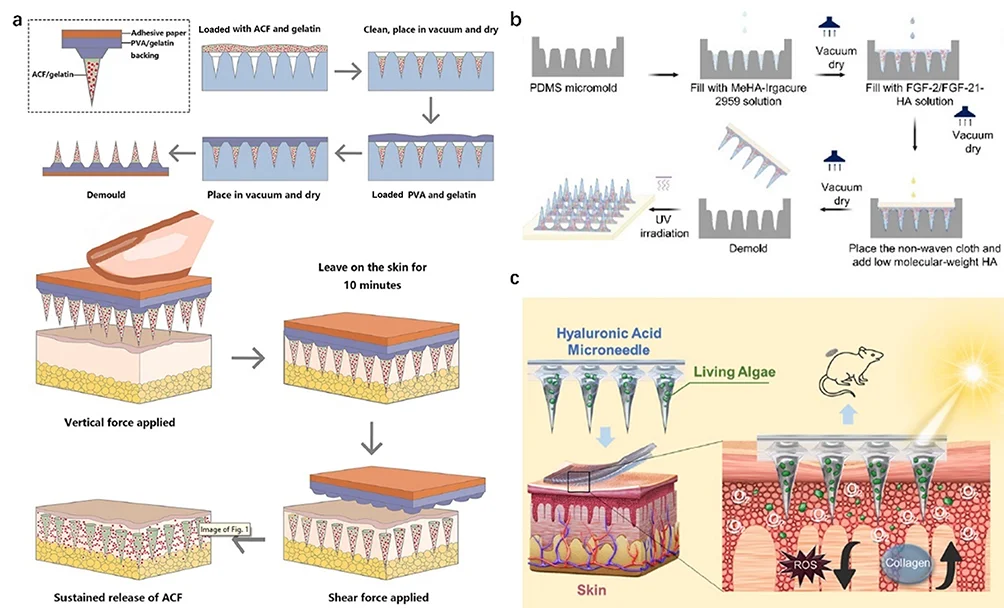 a
Adhesive paper
PVA/gelatin
backing
ACF/gelatin
Loaded with ACF and gelatin
Clean, place in vacuum and dry
Demould
Place in vacuum and dry
Loaded PVA and gelatin
Leave on the skin for
10 minutes
Vertical force applied
Image of Fig. 1
Sustained release of ACF
Shear force applied
b
PDMS micromold
Fill with MeHA-Irgacure
2959 solution
Vacuum
dry
Fill with FGF-2/FGF-21-
HA solution
Vacuum
dry
Vacuum
dry
UV
irradiation
Demold
Place the non-waven cloth and
add low molecular-weight HA
c
Hyaluronic Acid
Microneedle
Living Algae
Skin
ROS
Collagen